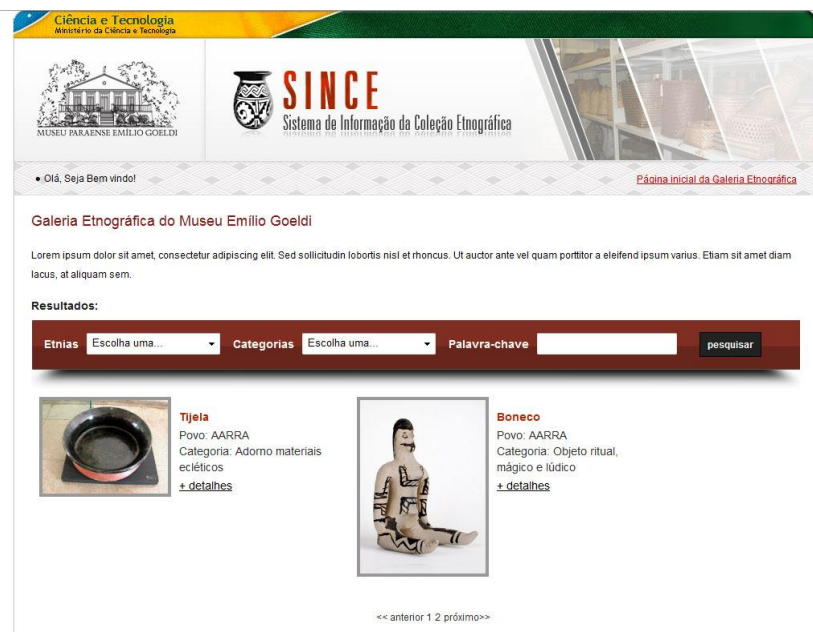 Ciência e Tecnologia
Ministério da Ciência e Tecnologia
MUSEU PARAENSE EMÍLIO GOELDI
SINCE
Sistema de Informação da Coleção Etnográfica
• Olá, Seja Bem vindo!
Página inicial da Galeria Etnográfica
Galeria Etnográfica do Museu Emílio Goeldi
Lorem ipsum dolor sit amet, consectetur adipiscing elit. Sed sollicitudin lobortis nisl et rhoncus. Ut auctor ante vel quam porttitor a eleifend ipsum varius. Etiam sit amet diam
lacus, at aliquam sem.
Resultados:
Etnias Escolha uma... Categorias Escolha uma... Palavra-chave pesquisar
Tijela
Povo: AARRA
Categoria: Adorno materiais
ecléticos
+ detalhes
Boneco
Povo: AARRA
Categoria: Objeto ritual,
mágico e lúdico
+ detalhes
<< anterior 1 2 próximo>>